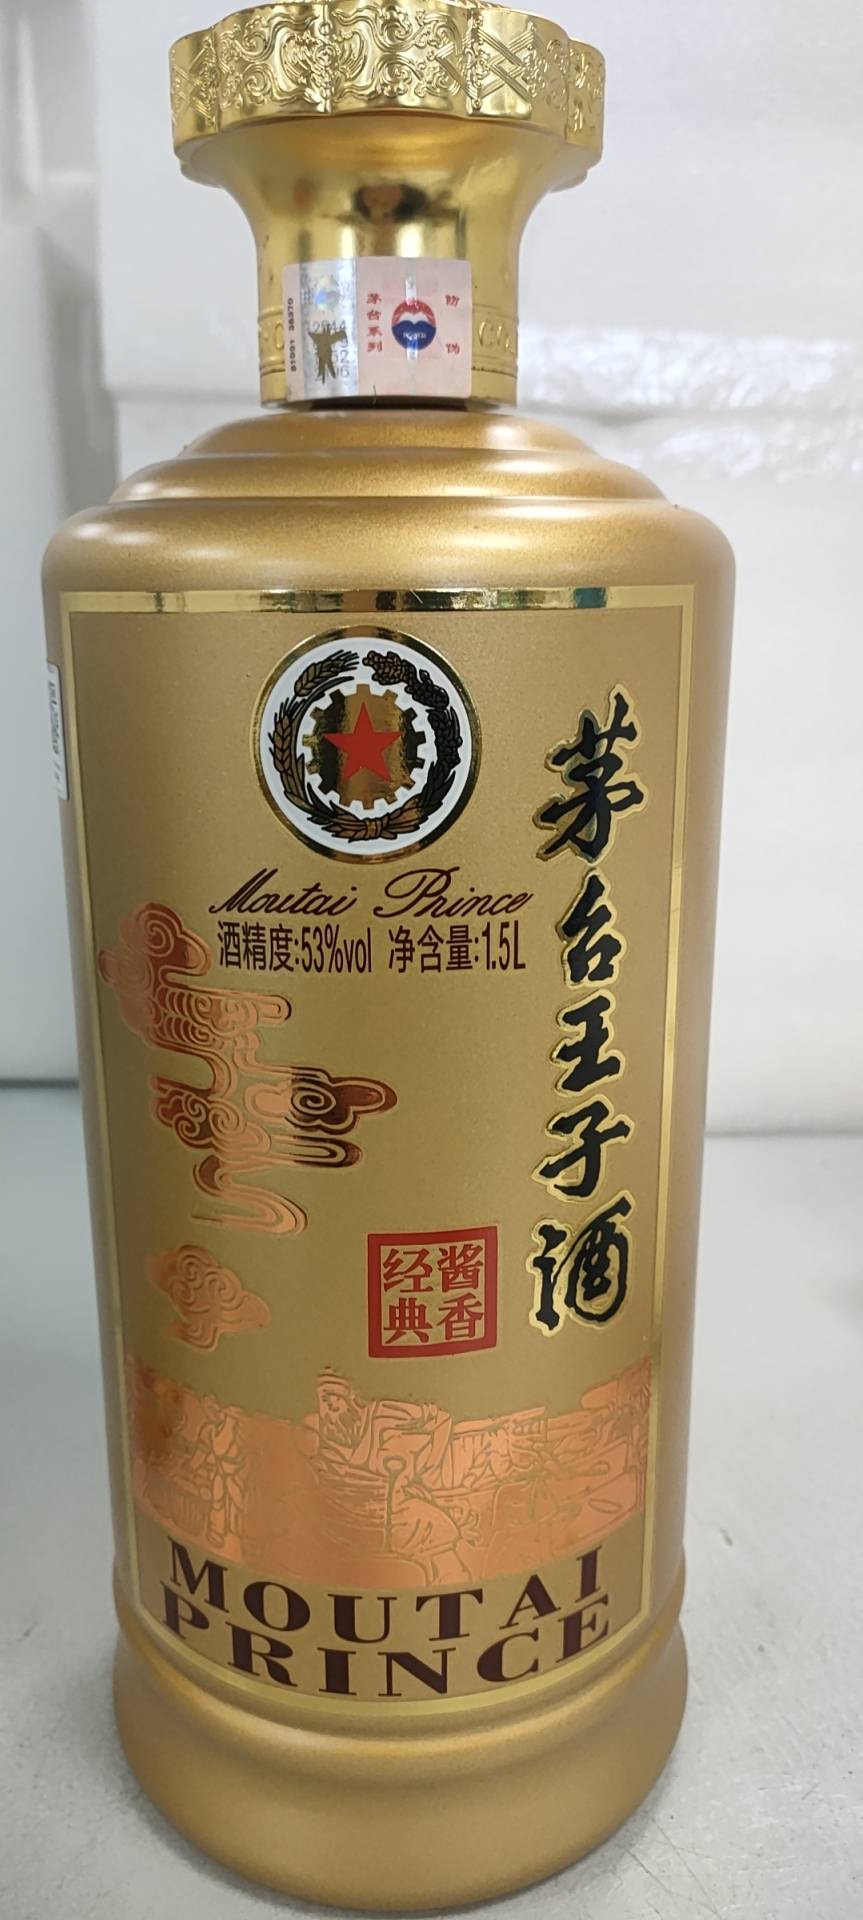 茅台系列
防伪
Moutai Prince
酒精度:53%vol 净含量:1.5L
茅台王子酒
酱香
经典
MOUTAI
PRINCE